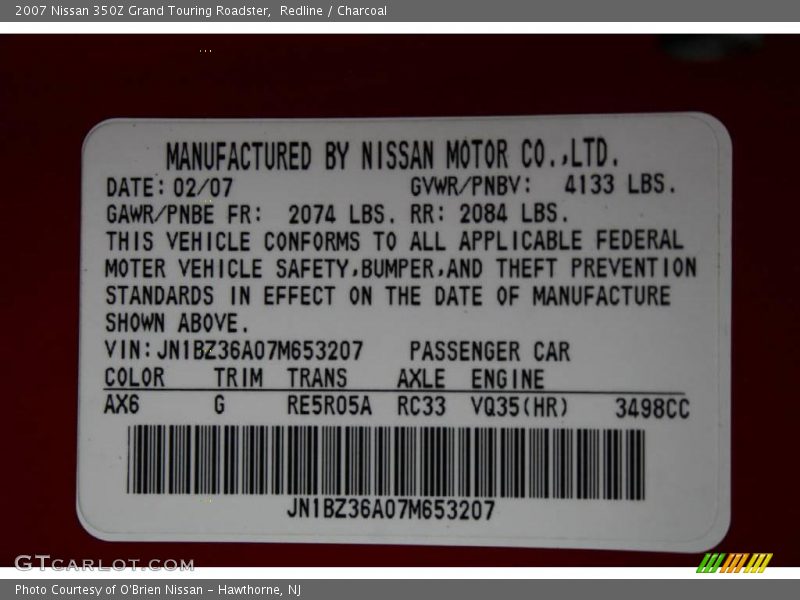 2007 Nissan 350Z Grand Touring Roadster, Redline / Charcoal
MANUFACTURED BY NISSAN MOTOR CO.,LTD.
DATE: 02/07 GVWR/PNBV: 4133 LBS.
GAWR/PNBE FR: 2074 LBS. RR: 2084 LBS.
THIS VEHICLE CONFORMS TO ALL APPLICABLE FEDERAL
MOTER VEHICLE SAFETY,BUMPER,AND THEFT PREVENTION
STANDARDS IN EFFECT ON THE DATE OF MANUFACTURE
SHOWN ABOVE.
VIN:JN1BZ36A07M653207 PASSENGER CAR
COLOR TRIM TRANS AXLE ENGINE
AX6 G RE5R05A RC33 VQ35(HR) 3498CC
JN1BZ36A07M653207
GTcarlot.com
Photo Courtesy of O'Brien Nissan - Hawthorne, NJ